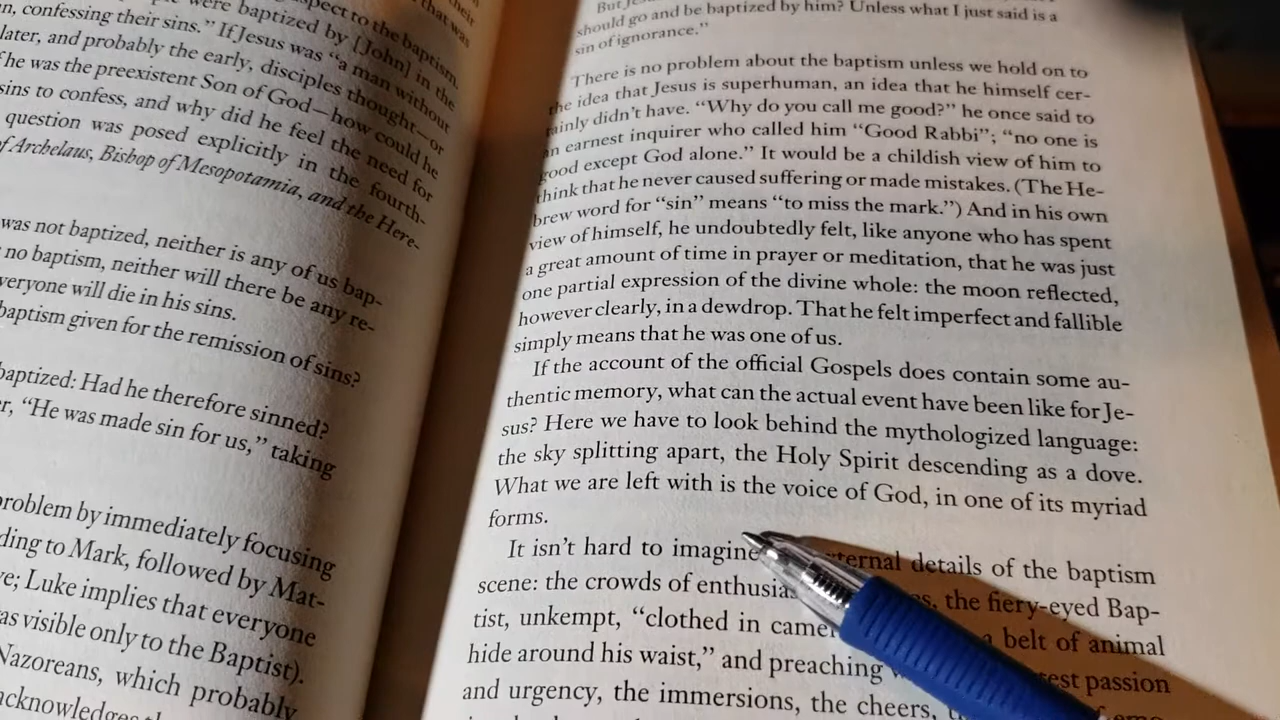 spect to the baptism.
were baptized by [John] in the
n, confessing their sins." If Jesus was "a man without
later, and probably the early, disciples thought—or
he was the preexistent Son of God—how could he
sins to confess, and why did he feel the need for
question was posed explicitly in the fourth-
of Archelaus, Bishop of Mesopotamia, and the Here-
was not baptized, neither is any of us bap-
no baptism, neither will there be any re-
veryone will die in his sins.
baptism given for the remission of sins?
baptized: Had he therefore sinned?
r, "He was made sin for us," taking
problem by immediately focusing
ding to Mark, followed by Mat-
ve; Luke implies that everyone
as visible only to the Baptist).
Nazoreans, which probably
acknowledges
should go and be baptized by him? Unless what I just said is a
sin of ignorance."
There is no problem about the baptism unless we hold on to
the idea that Jesus is superhuman, an idea that he himself cer-
tainly didn't have. "Why do you call me good?" he once said to
an earnest inquirer who called him "Good Rabbi"; "no one is
good except God alone." It would be a childish view of him to
think that he never caused suffering or made mistakes. (The He-
brew word for "sin" means "to miss the mark.") And in his own
view of himself, he undoubtedly felt, like anyone who has spent
a great amount of time in prayer or meditation, that he was just
one partial expression of the divine whole: the moon reflected,
however clearly, in a dewdrop. That he felt imperfect and fallible
simply means that he was one of us.
If the account of the official Gospels does contain some au-
thentic memory, what can the actual event have been like for Je-
sus? Here we have to look behind the mythologized language:
the sky splitting apart, the Holy Spirit descending as a dove.
What we are left with is the voice of God, in one of its myriad
forms.
It isn't hard to imagine ternal details of the baptism
scene: the crowds of enthusia s, the fiery-eyed Bap-
tist, unkempt, "clothed in camel a belt of animal
hide around his waist," and preaching test passion
and urgency, the immersions, the cheers,